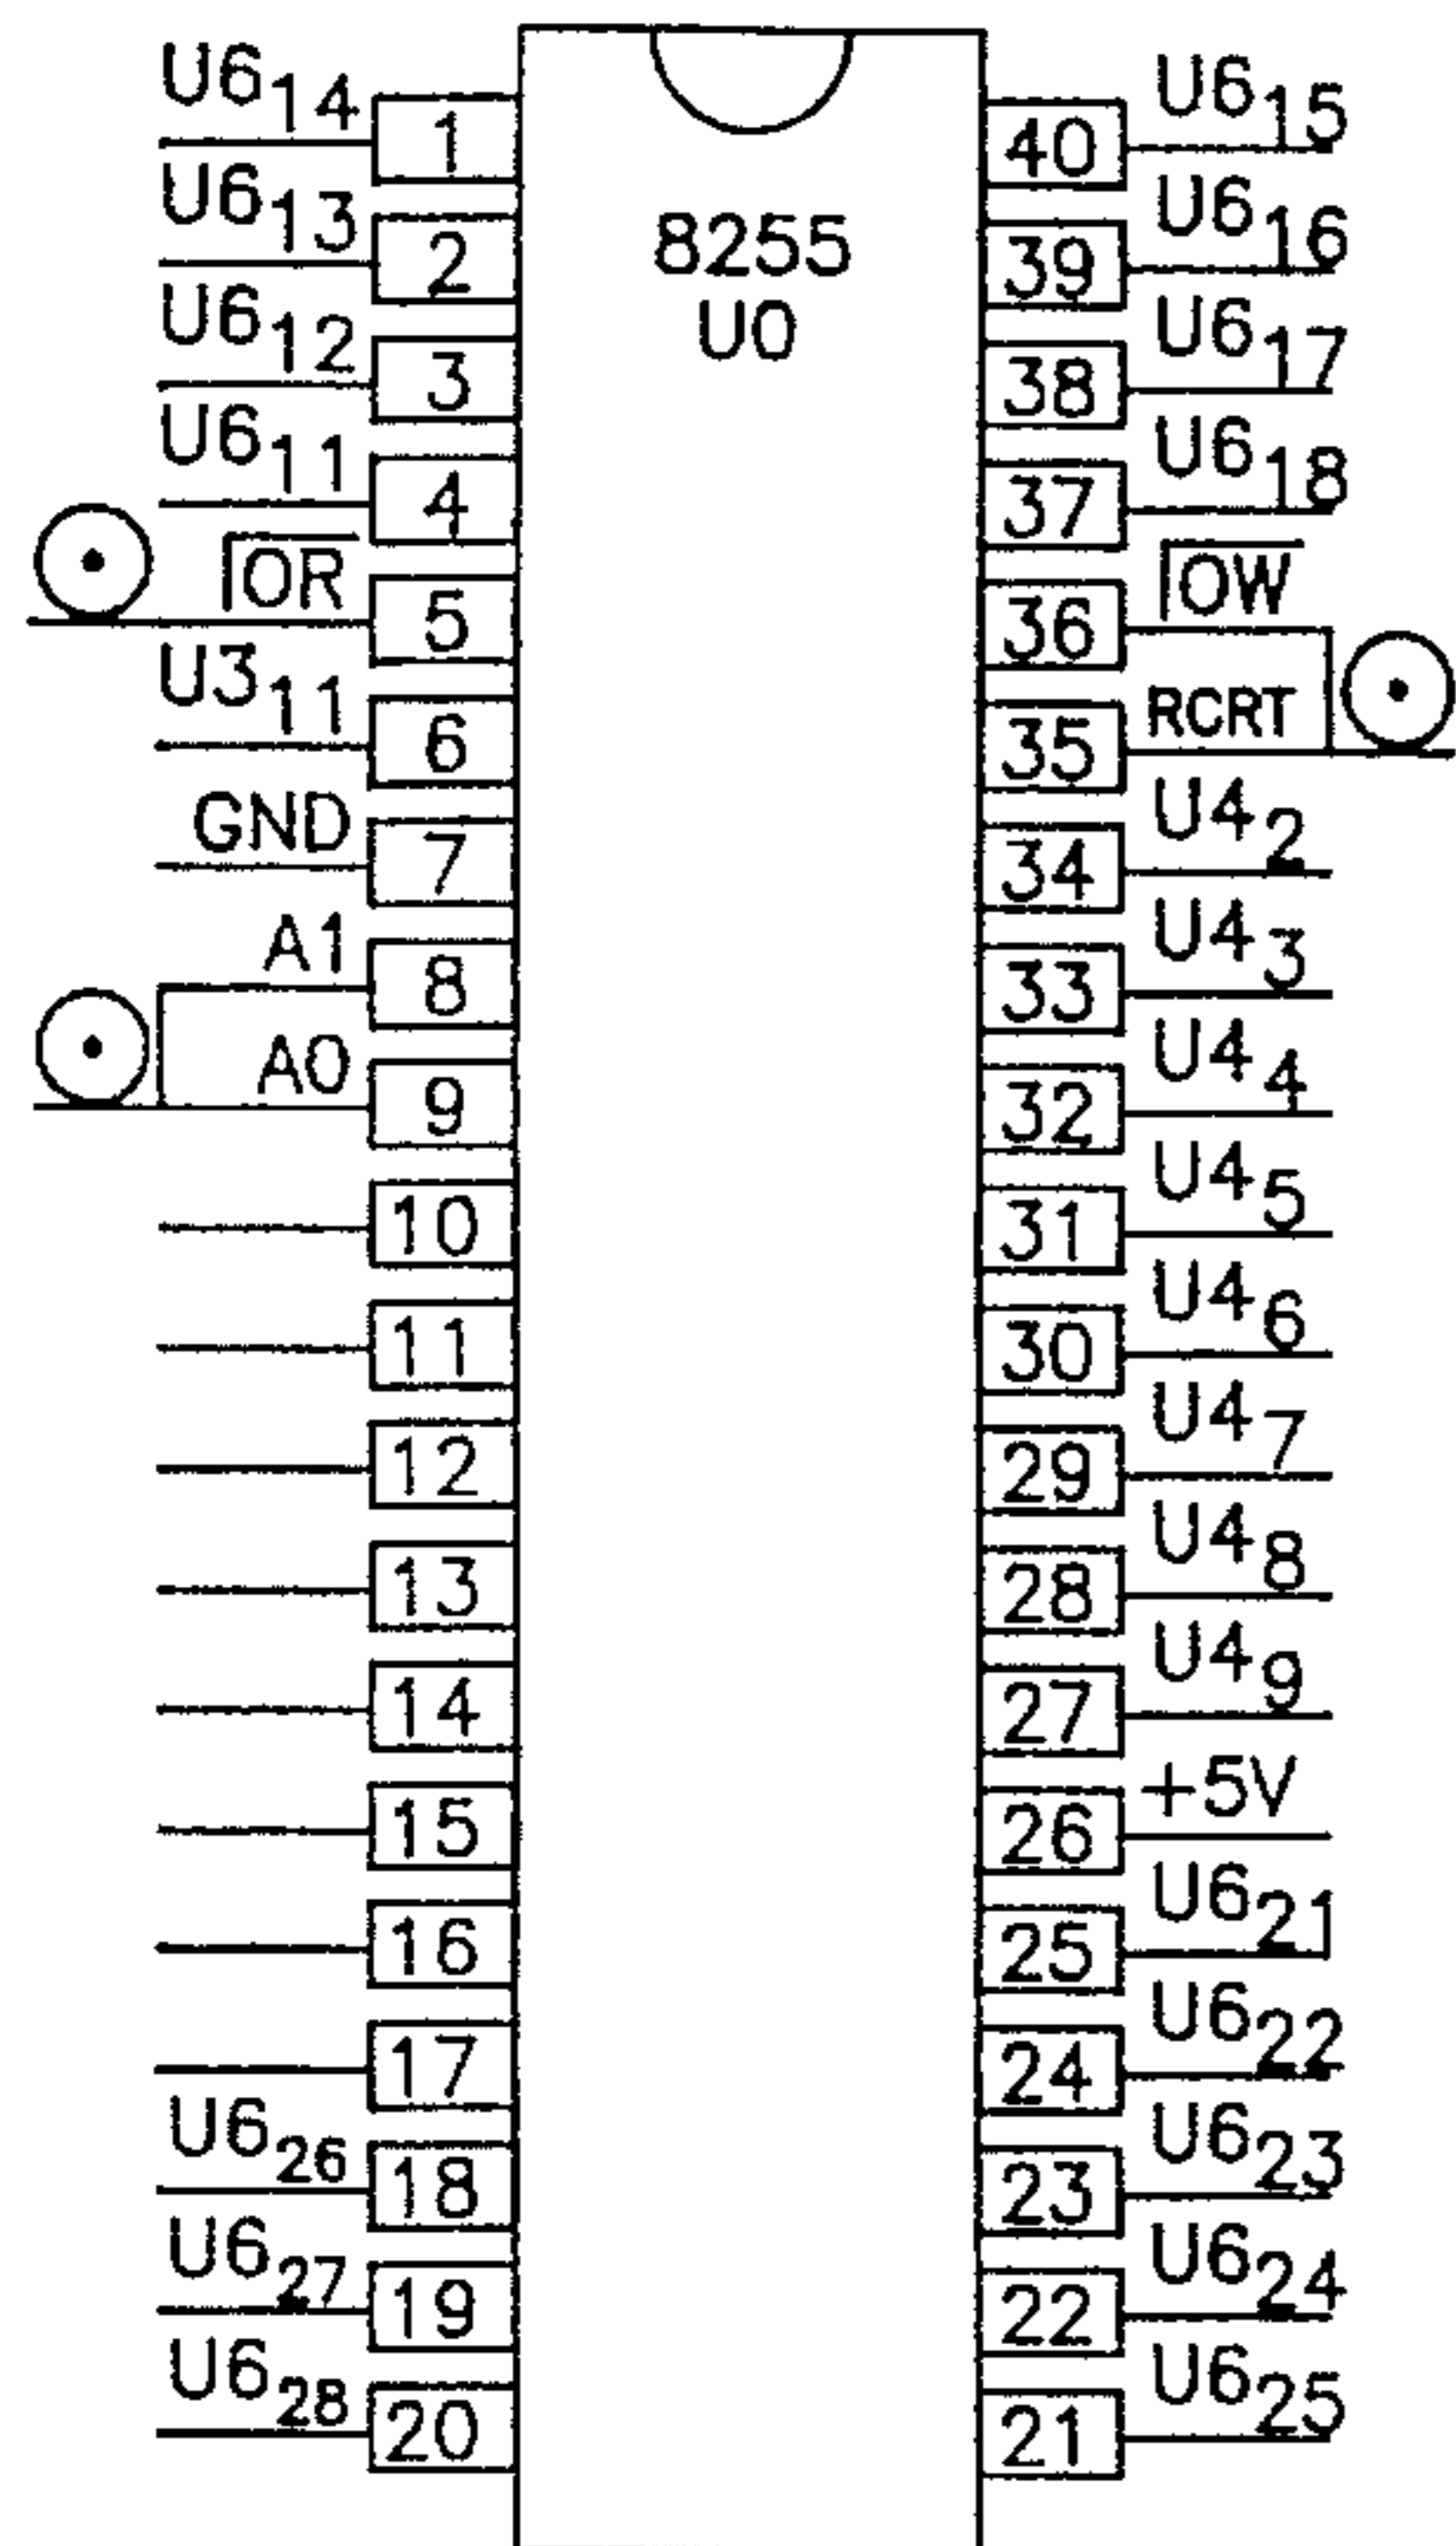 8255
U0
U6₁₄ 1
U6₁₃ 2
U6₁₂ 3
U6₁₁ 4
I̅O̅R̅ 5
U3₁₁ 6
GND 7
A1 8
A0 9
10
11
12
13
14
15
16
17
U6₂₆ 18
U6₂₇ 19
U6₂₈ 20
40 U6₁₅
39 U6₁₆
38 U6₁₇
37 U6₁₈
36 I̅O̅W̅
35 RCRT
34 U4₂
33 U4₃
32 U4₄
31 U4₅
30 U4₆
29 U4₇
28 U4₈
27 U4₉
26 +5V
25 U6₂₁
24 U6₂₂
23 U6₂₃
22 U6₂₄
21 U6₂₅